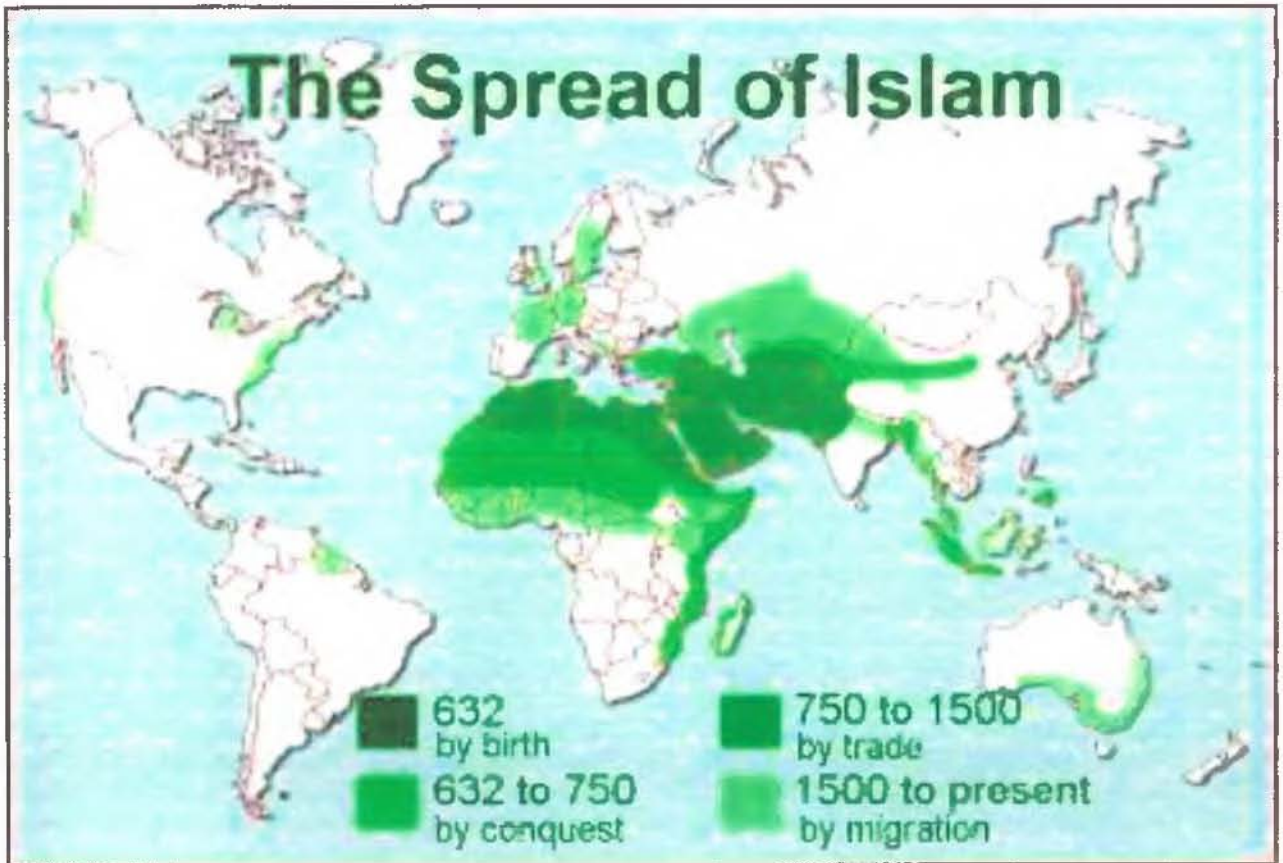 The Spread of Islam
632
by birth
632 to 750
by conquest
750 to 1500
by trade
1500 to present
by migration